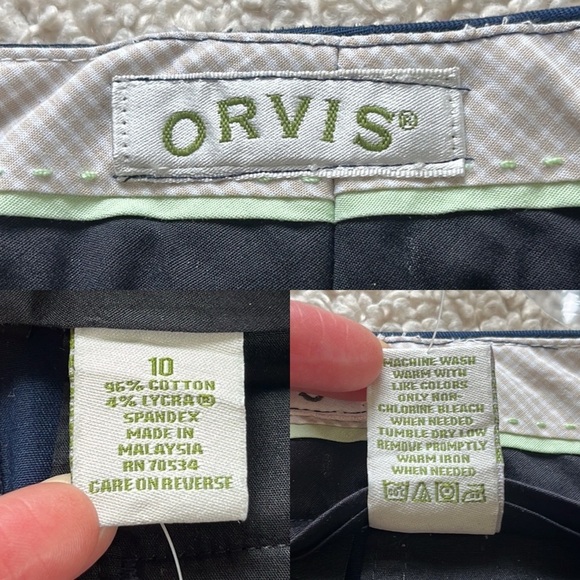 ORVIS®
10
96% COTTON
4% LYCRA®
SPANDEX
MADE IN
MALAYSIA
RN 70534
CARE ON REVERSE
MACHINE WASH
WARM WITH
LIKE COLORS
ONLY NON-
CHLORINE BLEACH
WHEN NEEDED
TUMBLE DRY LOW
REMOVE PROMPTLY
WARM IRON
WHEN NEEDED